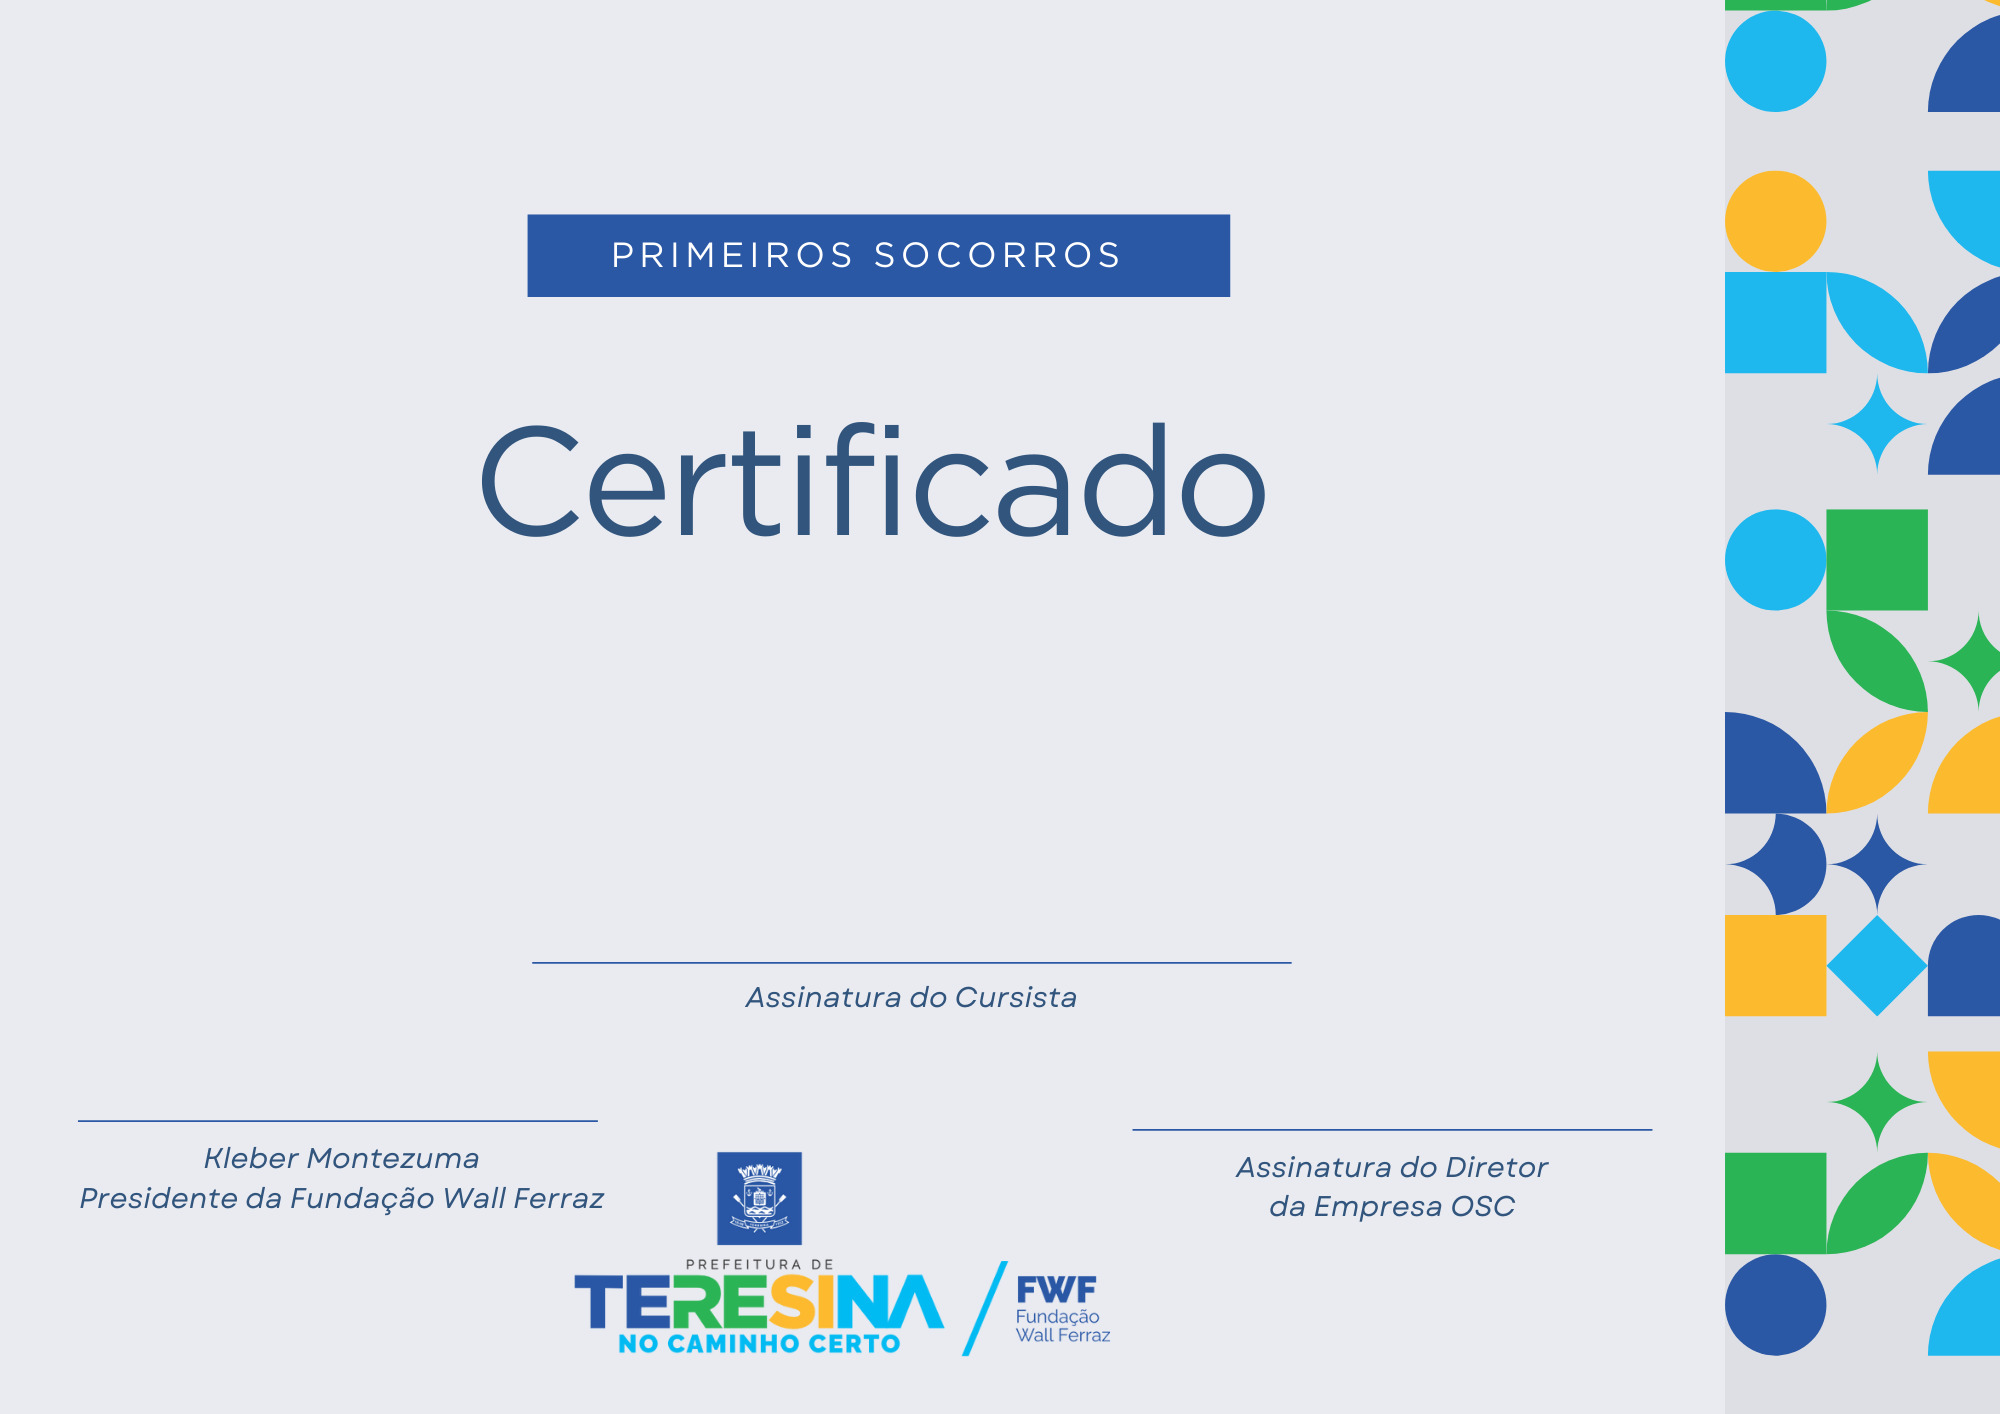 PRIMEIROS SOCORROS
Certificado
Assinatura do Cursista
Kleber Montezuma
Presidente da Fundação Wall Ferraz
Assinatura do Diretor
da Empresa OSC
PREFEITURA DE
TERESINA
NO CAMINHO CERTO
FWF
Fundação
Wall Ferraz